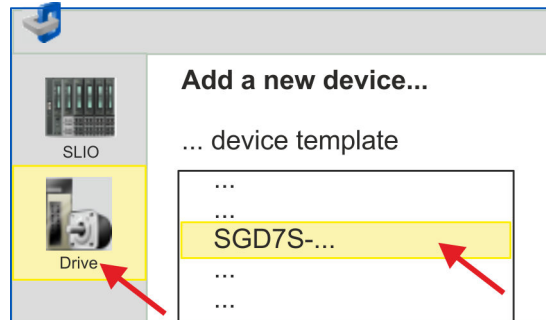 Add a new device...
SLIO
... device template
...
...
SGD7S-...
Drive
...
...